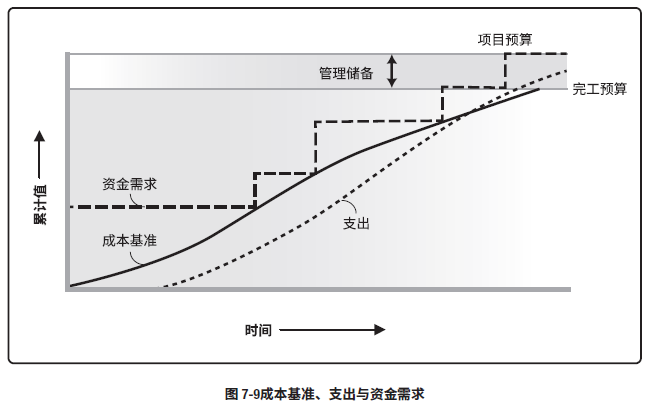 项目预算
管理储备
完工预算
累计值
资金需求
成本基准
支出
时间
图 7-9成本基准、支出与资金需求